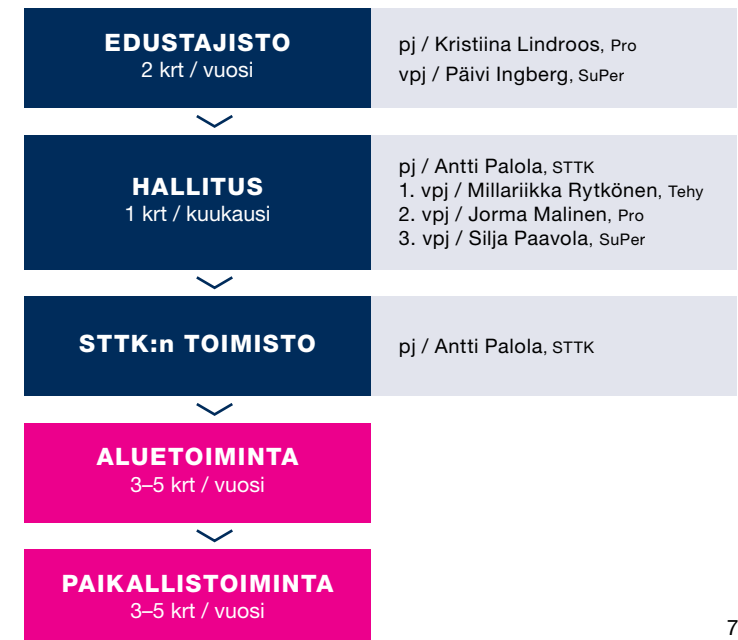 EDUSTAJISTO
2 krt / vuosi
pj / Kristiina Lindroos, Pro
vpj / Päivi Ingberg, SuPer
HALLITUS
1 krt / kuukausi
pj / Antti Palola, STTK
1. vpj / Millariikka Rytkönen, Tehy
2. vpj / Jorma Malinen, Pro
3. vpj / Silja Paavola, SuPer
STTK:n TOIMISTO
pj / Antti Palola, STTK
ALUETOIMINTA
3–5 krt / vuosi
PAIKALLISTOIMINTA
3–5 krt / vuosi
7